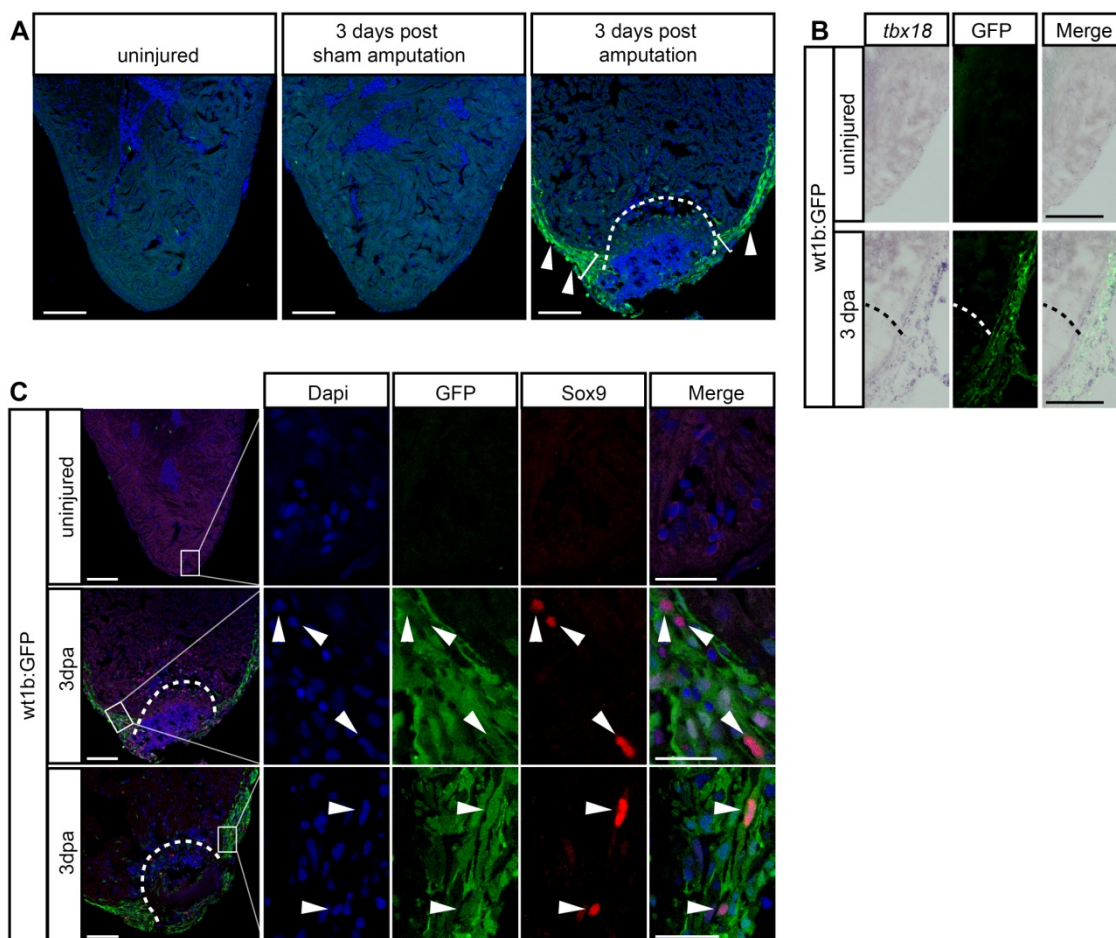 A
uninjured
3 days post
sham amputation
3 days post
amputation
B
tbx18
GFP
Merge
wt1b:GFP
uninjured
3 dpa
C
Dapi
GFP
Sox9
Merge
wt1b:GFP
uninjured
3dpa
3dpa